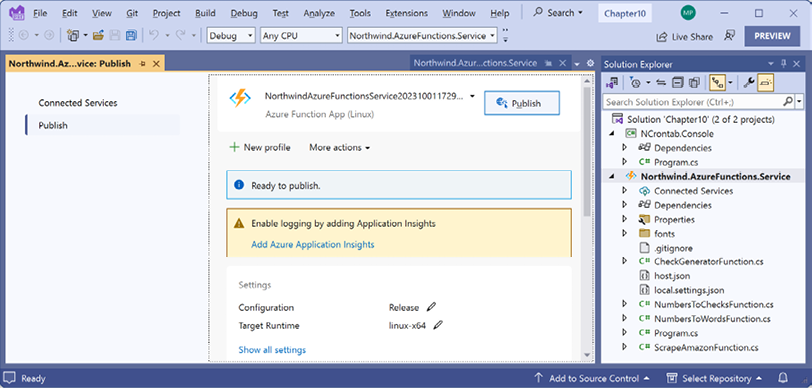 File Edit View Git Project Build Debug Test Analyze Tools Extensions Window Help Search Chapter10 MP
Debug Any CPU Northwind.AzureFunctions.Service Live Share PREVIEW
Northwind.Az...vice: Publish Northwind.Azur...ctions.Service
Connected Services
Publish
NorthwindAzureFunctionsService202310011729...
Publish
Azure Function App (Linux)
New profile More actions
Ready to publish.
Enable logging by adding Application Insights
Add Azure Application Insights
Settings
Configuration Release
Target Runtime linux-x64
Show all settings
Solution Explorer
Search Solution Explorer (Ctrl+;)
Solution 'Chapter10' (2 of 2 projects)
NCrontab.Console
Dependencies
C# Program.cs
Northwind.AzureFunctions.Service
Connected Services
Dependencies
Properties
fonts
.gitignore
C# CheckGeneratorFunction.cs
host.json
local.settings.json
C# NumbersToChecksFunction.cs
C# NumbersToWordsFunction.cs
C# Program.cs
C# ScrapeAmazonFunction.cs
Ready Add to Source Control Select Repository